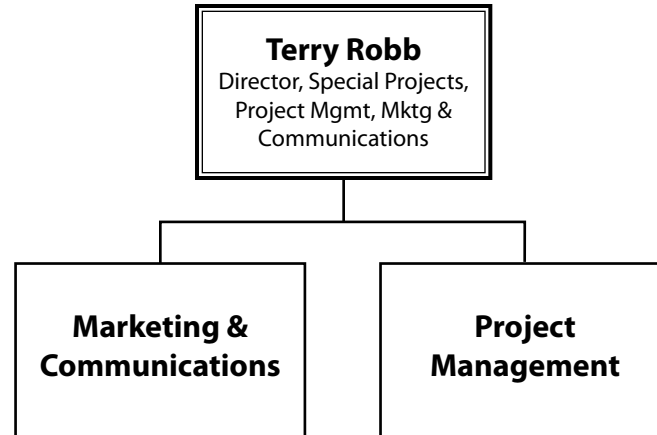 Terry Robb
Director, Special Projects,
Project Mgmt, Mktg &
Communications
Marketing &
Communications
Project
Management